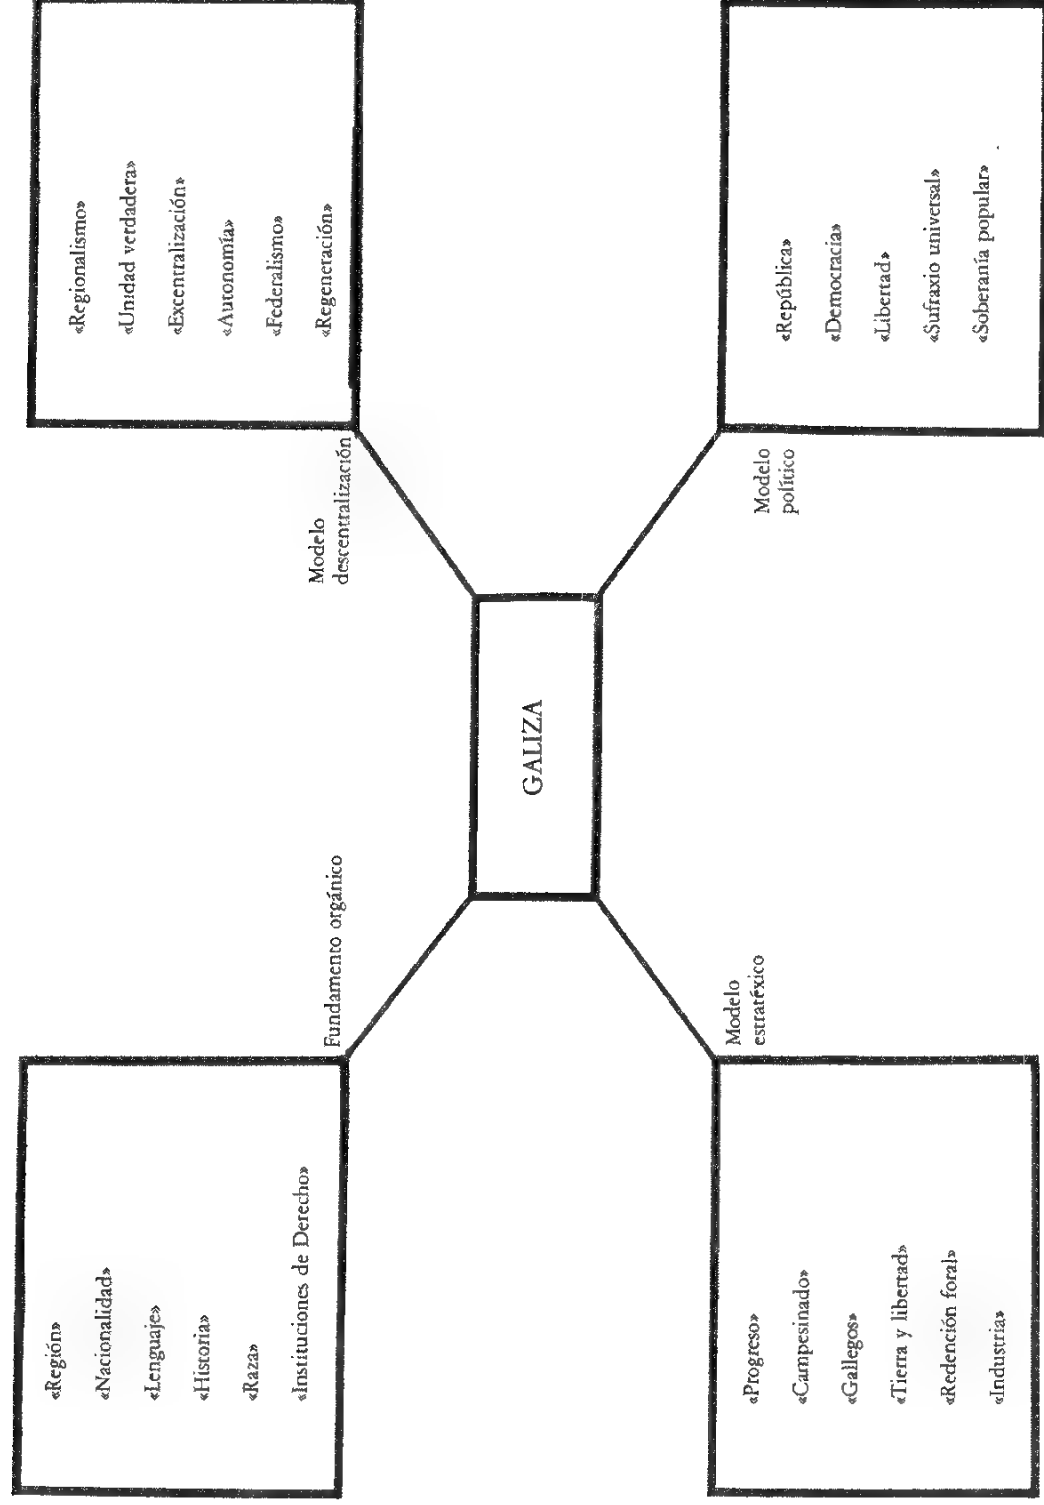 «Región»
«Nacionalidad»
«Lenguaje»
«Historia»
«Raza»
«Instituciones de Derecho»
Fundamento orgánico
«Regionalismo»
«Unidad verdadera»
«Excentralización»
«Autonomía»
«Federalismo»
«Regeneración»
Modelo
descentralización
GALIZA
Modelo
estratéxico
«Progreso»
«Campesinado»
«Gallegos»
«Tierra y libertad»
«Redención foral»
«Industria»
Modelo
político
«República»
«Democracia»
«Libertad»
«Sufraxio universal»
«Soberanía popular»